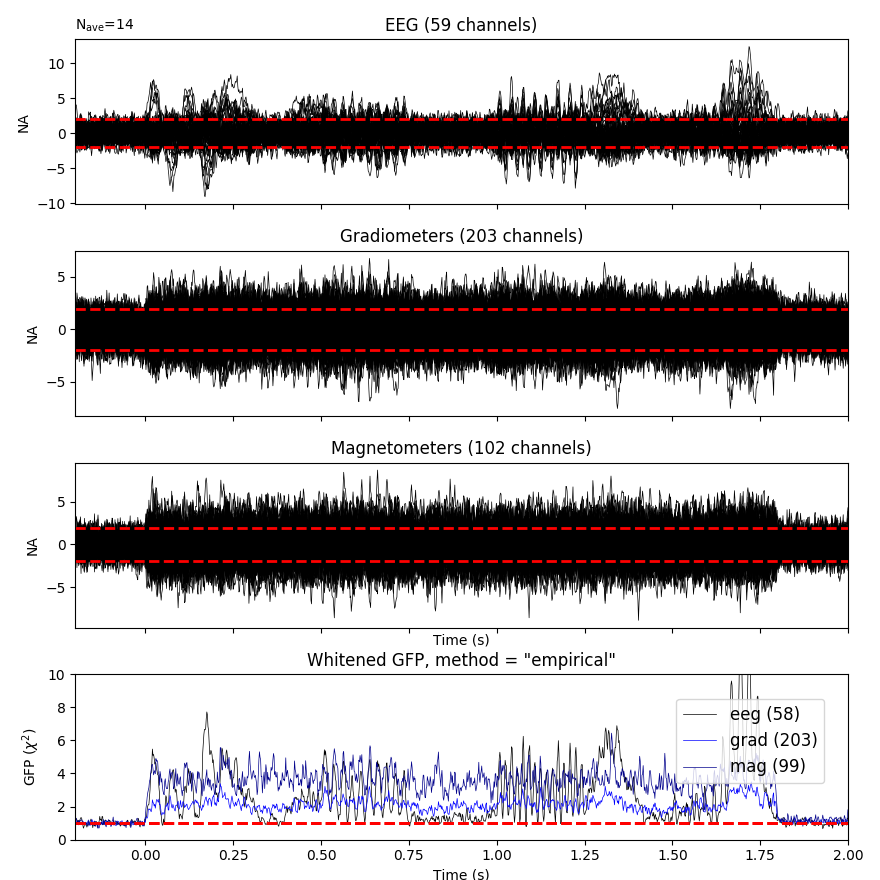 N_ave=14
EEG (59 channels)
10
5
0
−5
−10
NA
Gradiometers (203 channels)
5
0
−5
NA
Magnetometers (102 channels)
5
0
−5
NA
Time (s)
Whitened GFP, method = "empirical"
10
8
6
4
2
0
GFP (χ²)
eeg (58)
grad (203)
mag (99)
0.00 0.25 0.50 0.75 1.00 1.25 1.50 1.75 2.00
Time (s)